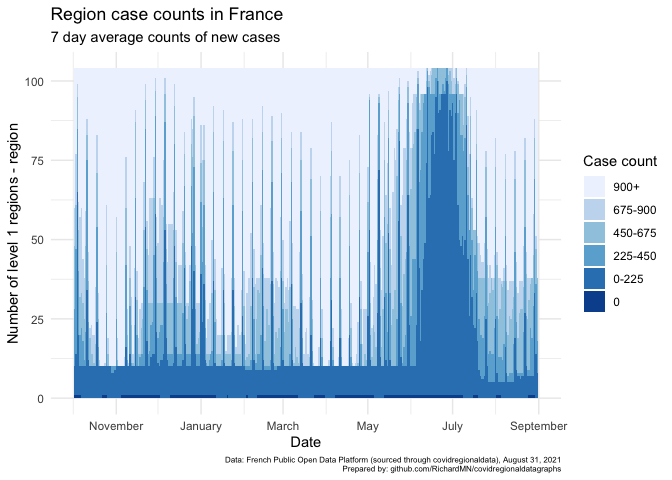 Region case counts in France
7 day average counts of new cases
Number of level 1 regions - region
100
75
50
25
0
November
January
March
May
July
September
Date
Case count
900+
675-900
450-675
225-450
0-225
0
Data: French Public Open Data Platform (sourced through covidregionaldata), August 31, 2021
Prepared by: github.com/RichardMN/covidregionaldatagraphs